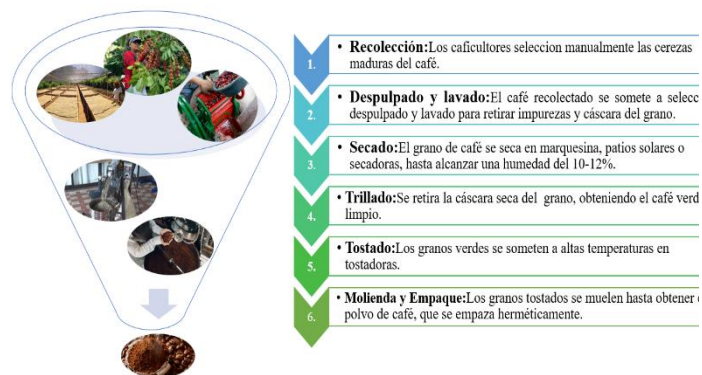 1.
• Recolección:Los caficultores seleccion manualmente las cerezas
maduras del café.
2.
• Despulpado y lavado:El café recolectado se somete a selecc
despulpado y lavado para retirar impurezas y cáscara del grano.
3.
• Secado:El grano de café se seca en marquesina, patios solares o
secadoras, hasta alcanzar una humedad del 10-12%.
4.
• Trillado:Se retira la cáscara seca del grano, obteniendo el café verd
limpio.
5.
• Tostado:Los granos verdes se someten a altas temperaturas en
tostadoras.
6.
• Molienda y Empaque:Los granos tostados se muelen hasta obtener
polvo de café, que se empaza herméticamente.